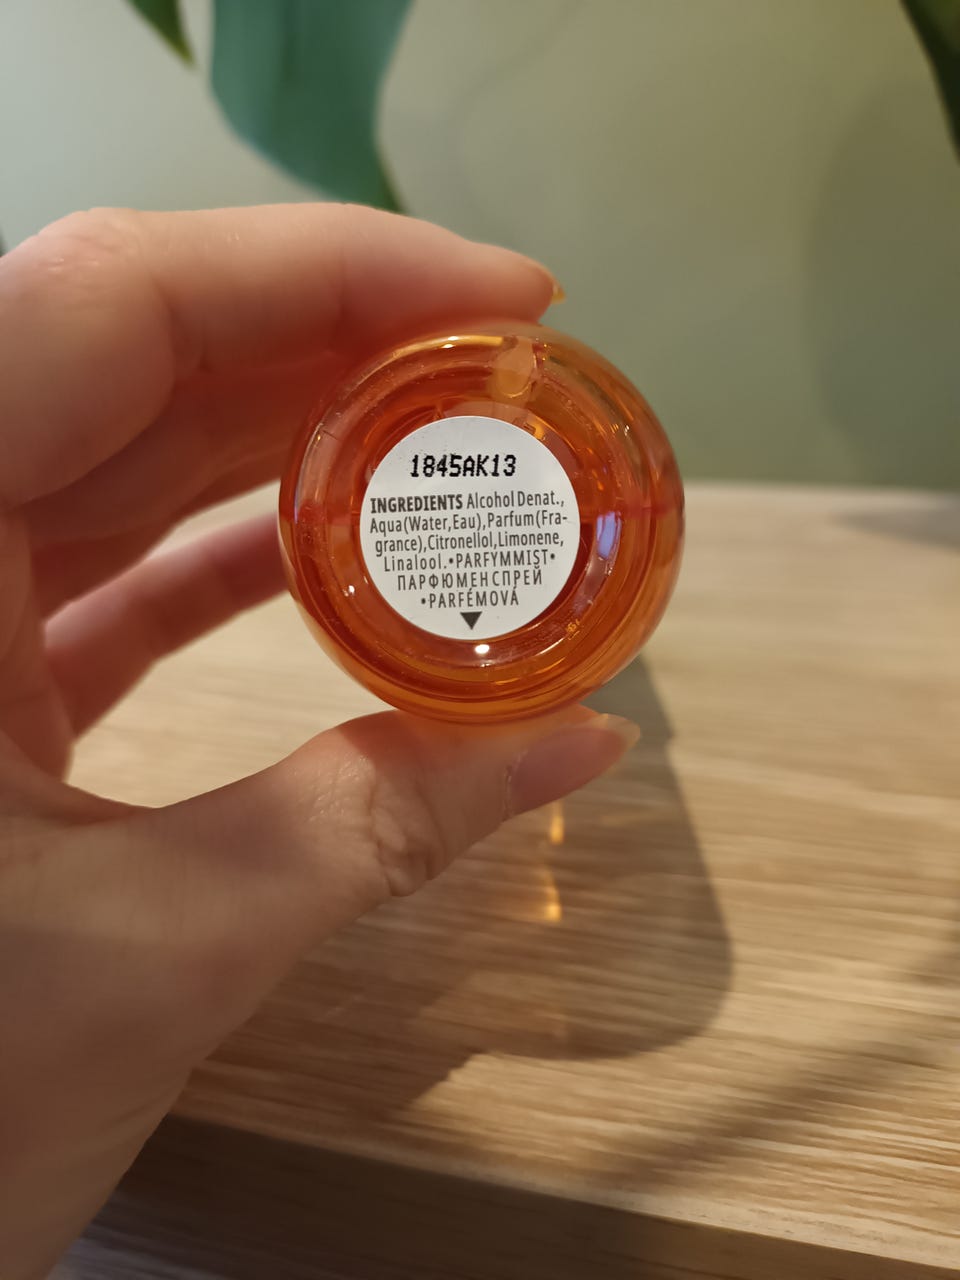 1845AK13
INGREDIENTS Alcohol Denat.,
Aqua(Water,Eau),Parfum(Fra-
grance),Citronellol,Limonene,
Linalool.•PARFYMMIST•
ПАРФЮМЕНСПРЕЙ
•PARFÉMOVÁ